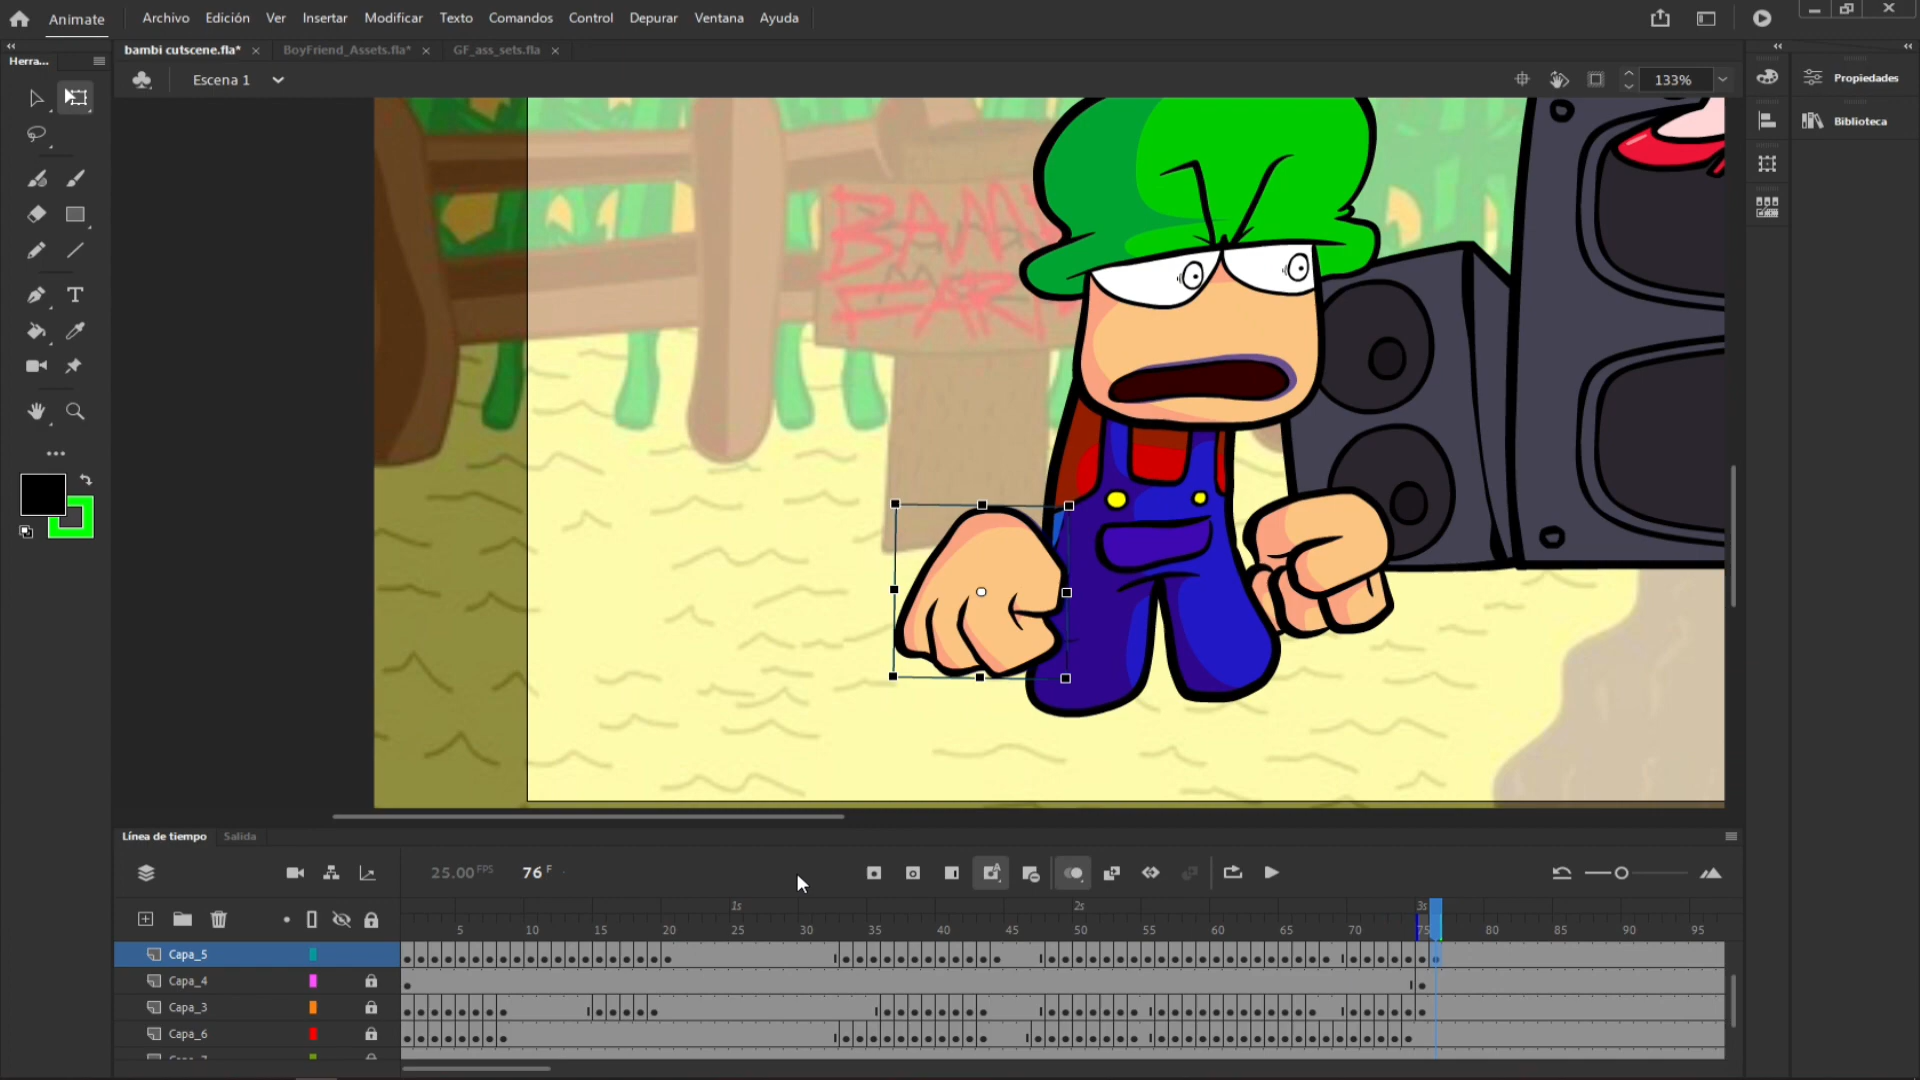 Animate Archivo Edición Ver Insertar Modificar Texto Comandos Control Depurar Ventana Ayuda
bambi cutscene.fla* BoyFriend_Assets.fla* GF_ass_sets.fla
Herra...
Escena 1 133%
Propiedades
Biblioteca
BAM
FAR
Línea de tiempo Salida
25.00 FPS 76 F
1s 2s 3s
5 10 15 20 25 30 35 40 45 50 55 60 65 70 75 80 85 90 95
Capa_5
Capa_4
Capa_3
Capa_6